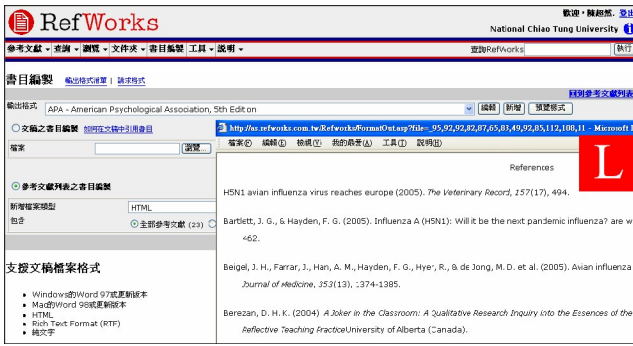 RefWorks
歡迎，陳超然. 登出
National Chiao Tung University
參考文獻 查詢 瀏覽 文件夾 書目編製 工具 說明
查詢RefWorks 執行
書目編製 輸出格式清單 | 請求格式
回到參考文獻列表
輸出格式 APA - American Psychological Association, 5th Edition 編輯 新增 預覽格式
文稿之書目編製 如何在文稿中引用書目
檔案 瀏覽...
參考文獻列表之書目編製
新增檔案類型 HTML
包含 全部參考文獻 (23)
支援文稿檔案格式
Windows的Word 97或更新版本
Mac的Word 98或更新版本
HTML
Rich Text Format (RTF)
純文字
http://as.refworks.com.tw/Refworks/FormatOut.asp?file=_95,92,92,82,87,65,83,49,92,85,112,108,11 - Microsoft I
檔案(F) 編輯(E) 檢視(V) 我的最愛(A) 工具(T) 說明(H)
L
References
H5N1 avian influenza virus reaches europe (2005). The Veterinary Record, 157(17), 494.
Bartlett, J. G., & Hayden, F. G. (2005). Influenza A (H5N1): Will it be the next pandemic influenza? are w
462.
Beigel, J. H., Farrar, J., Han, A. M., Hayden, F. G., Hyer, R., & de Jong, M. D. et al. (2005). Avian influenza
Journal of Medicine, 353(13), 1374-1385.
Berezan, D. H. K. (2004) A Joker in the Classroom: A Qualitative Research Inquiry into the Essences of the
Reflective Teaching PracticeUniversity of Alberta (Canada).